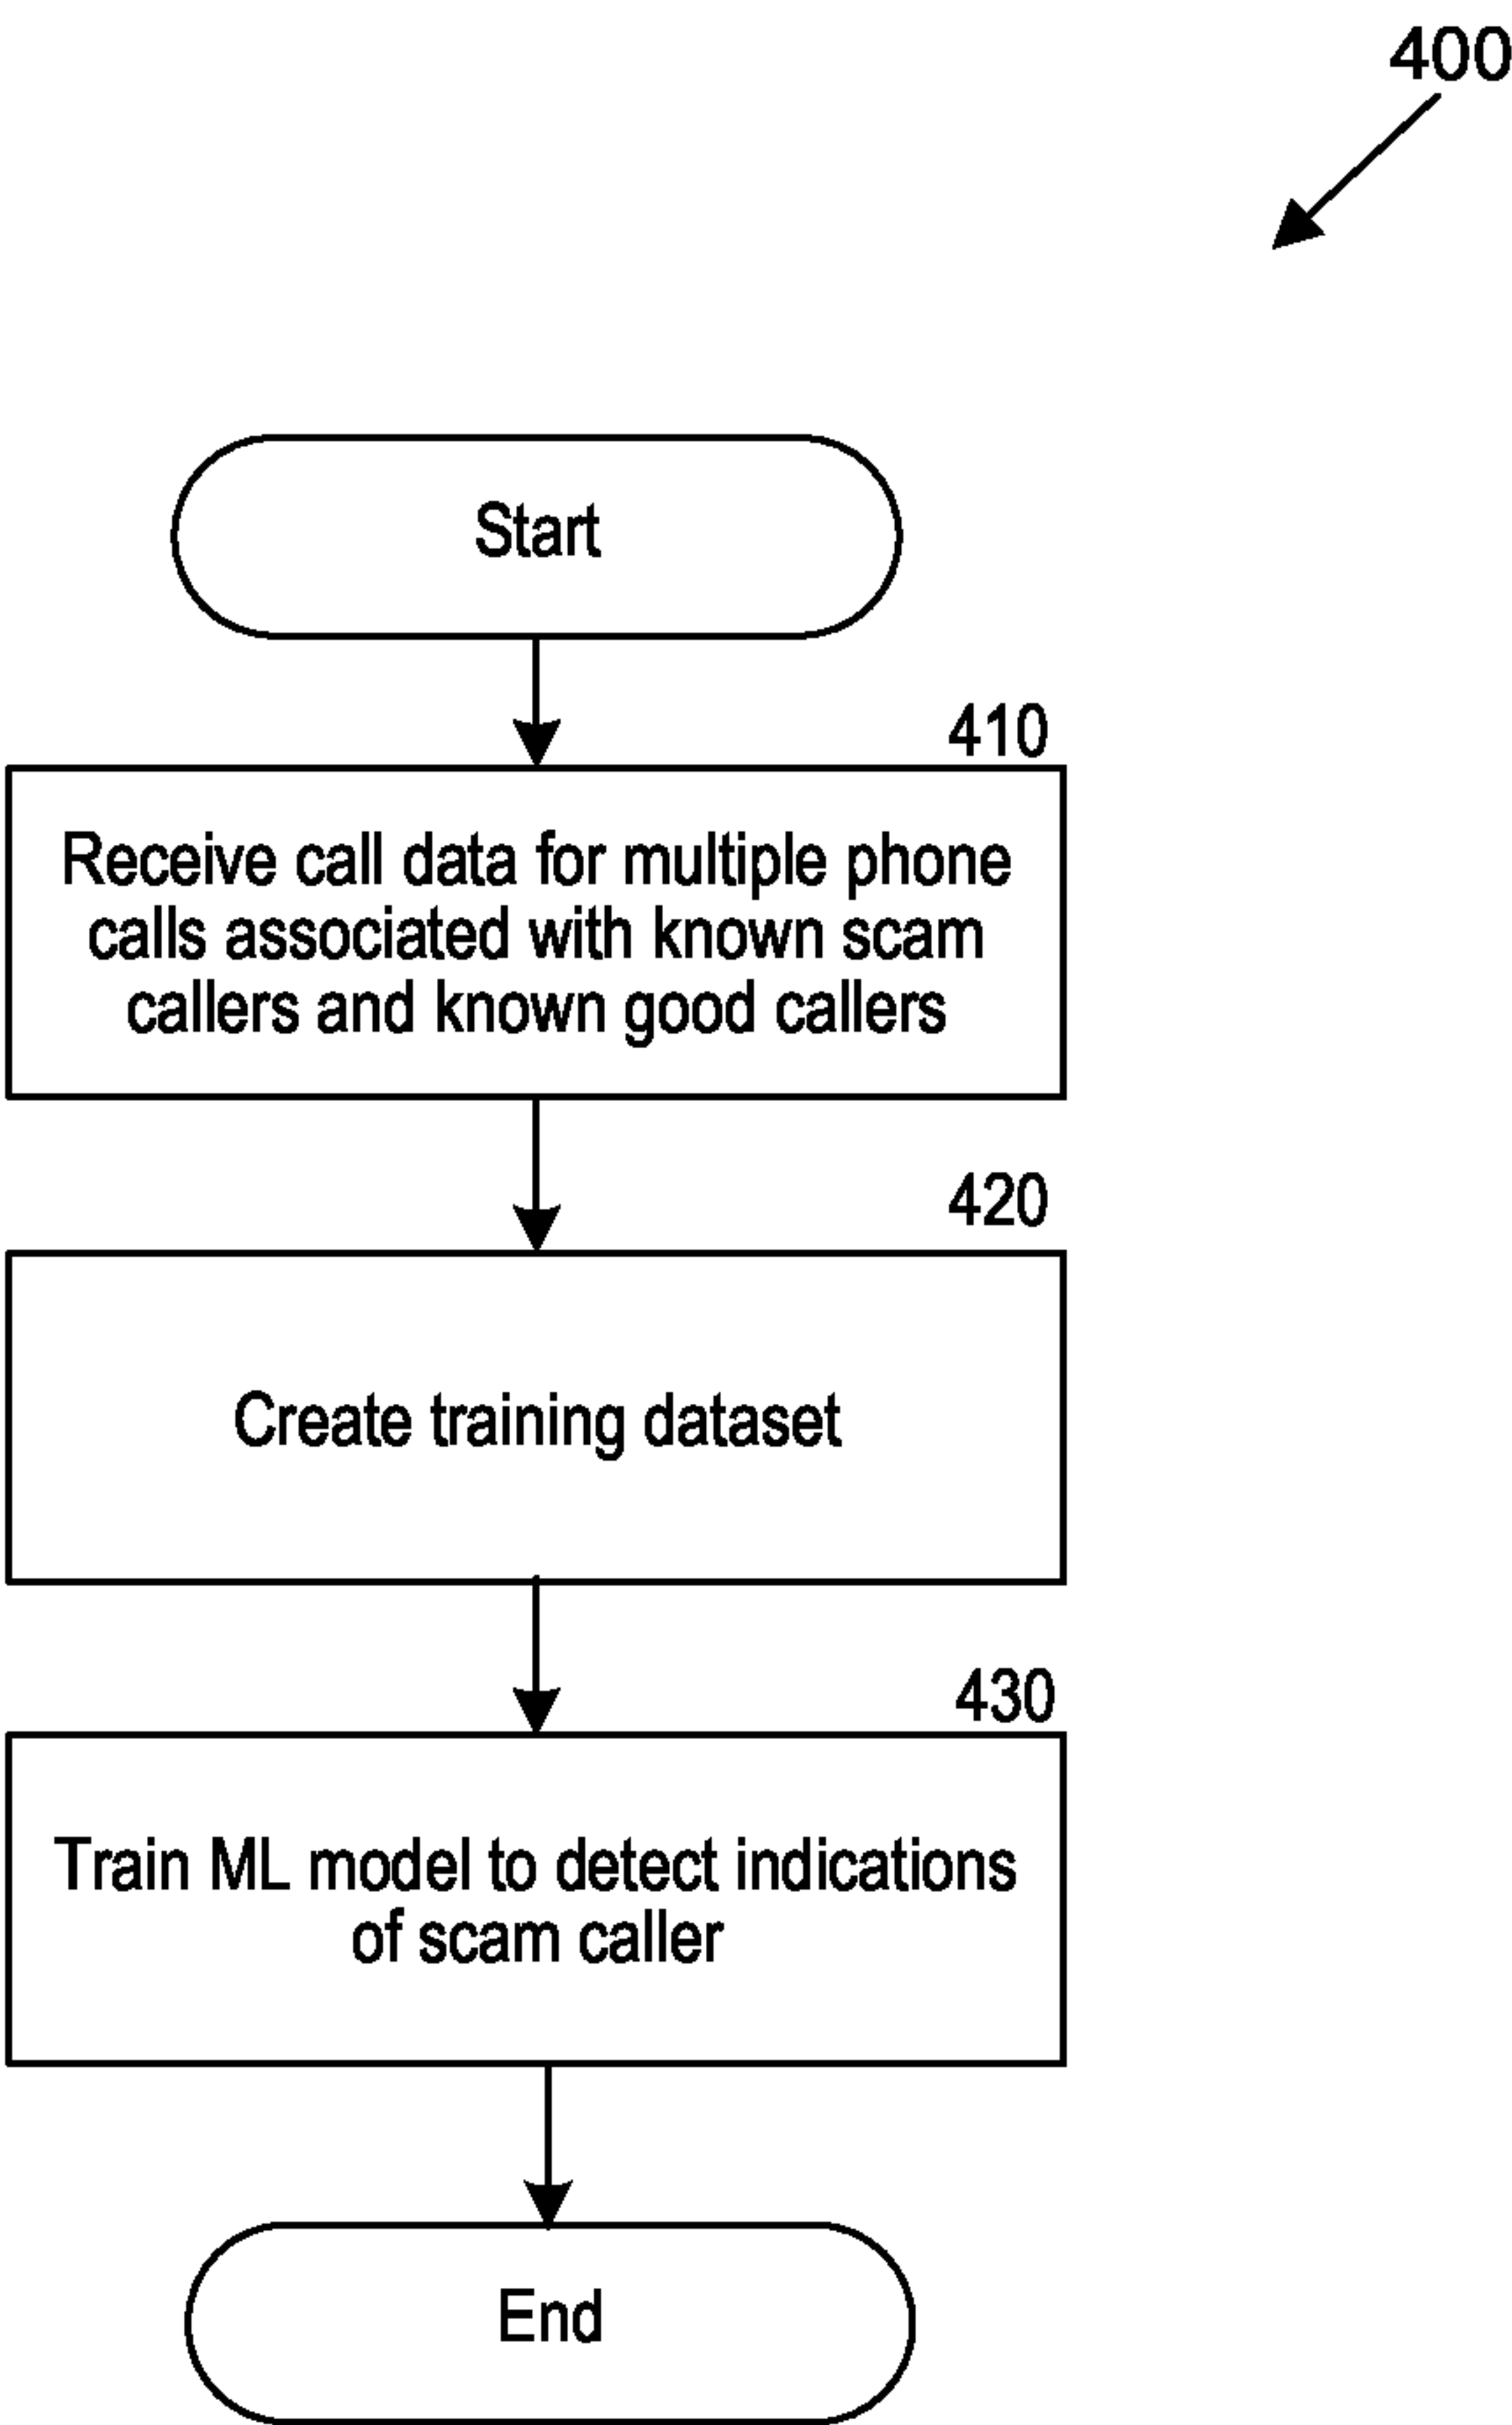 400
Start
410
Receive call data for multiple phone
calls associated with known scam
callers and known good callers
420
Create training dataset
430
Train ML model to detect indications
of scam caller
End